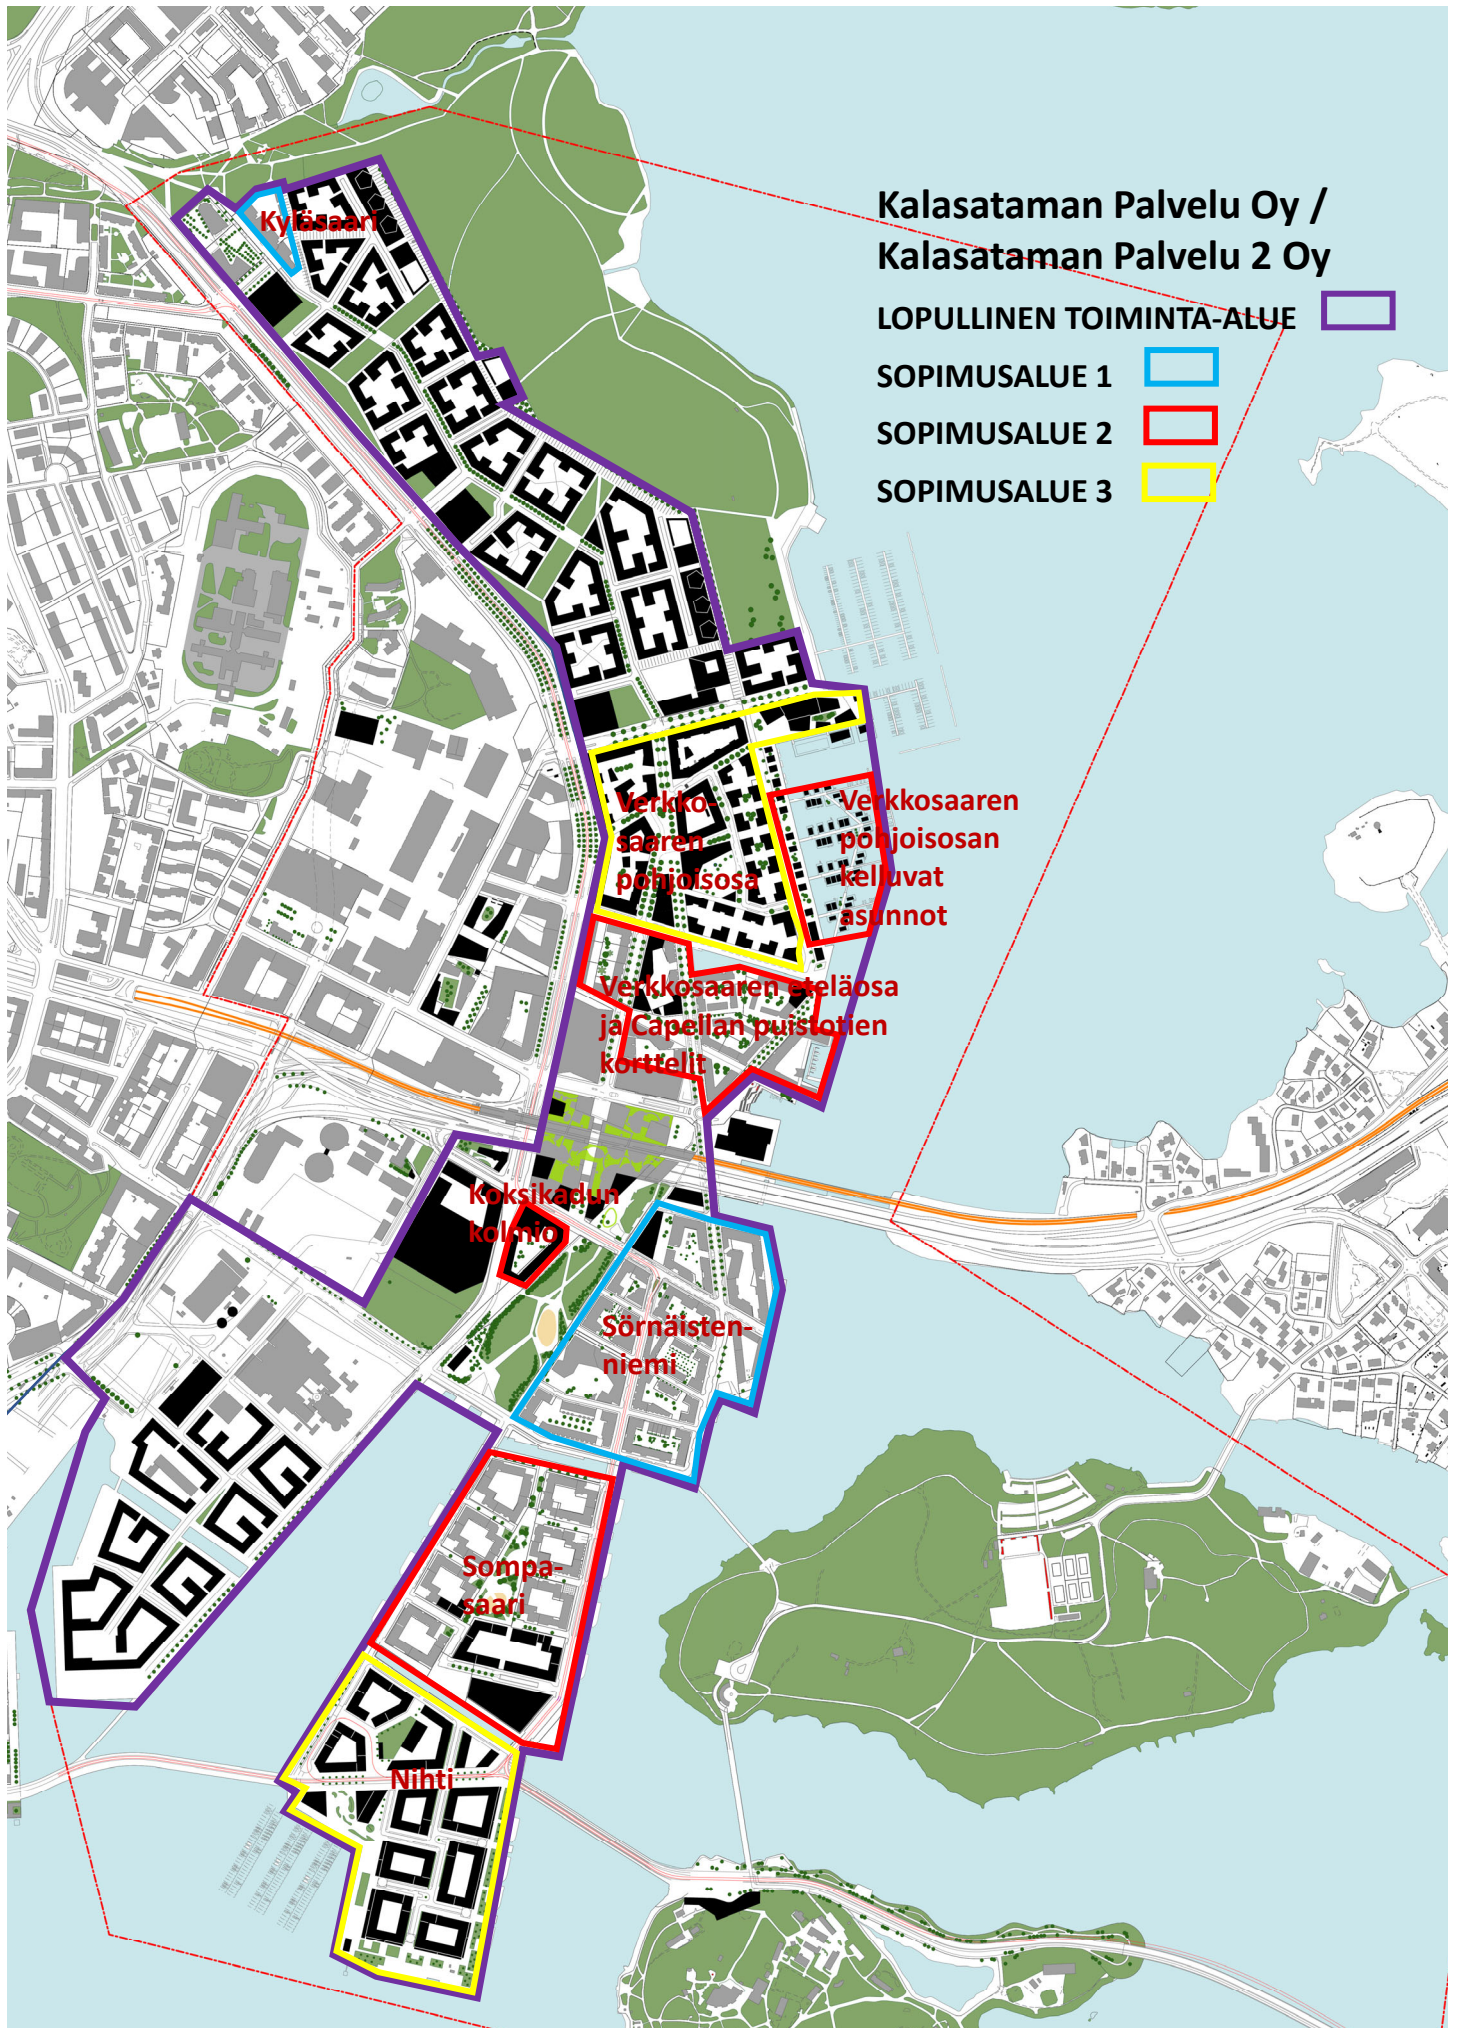 Kalasataman Palvelu Oy /
Kalasataman Palvelu 2 Oy
LOPULLINEN TOIMINTA-ALUE
SOPIMUSALUE 1
SOPIMUSALUE 2
SOPIMUSALUE 3
Kyläsaari
Verkko-
saaren
pohjoisosa
Verkkosaaren
pohjoisosan
kelluvat
asunnot
Verkkosaaren eteläosa
ja Capellan puistotien
korttelit
Koksikadun
kolmio
Sörnäisten-
niemi
Sompa-
saari
Nihti